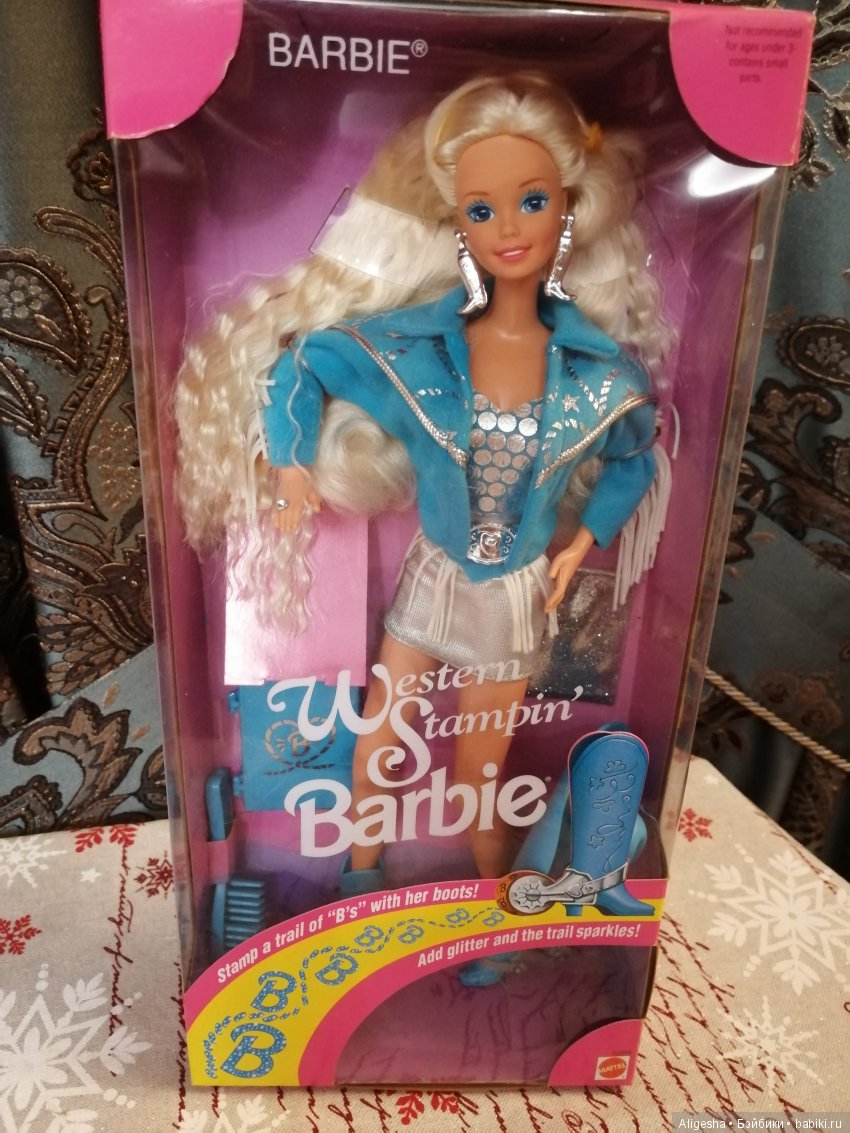 BARBIE®
Not recommended
for ages under 3-
contains small
parts.
Western
Stampin'
Barbie®
Stamp a trail of "B's" with her boots!
Add glitter and the trail sparkles!
B
B
B
B
B
B
B
B
MATTEL
Aligesha • Бэйбики • babiki.ru